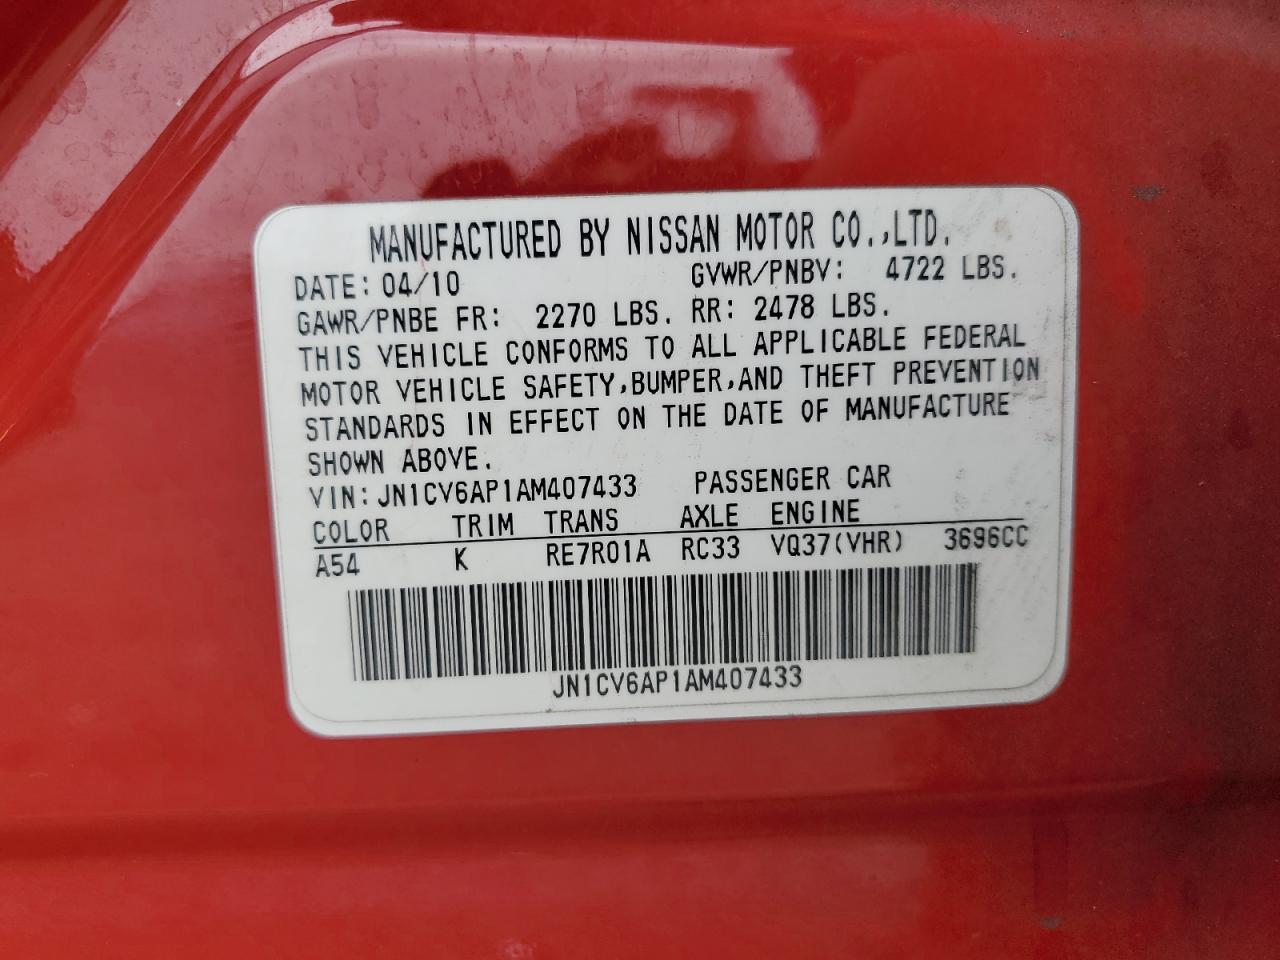 MANUFACTURED BY NISSAN MOTOR CO.,LTD.
DATE: 04/10 GVWR/PNBV: 4722 LBS.
GAWR/PNBE FR: 2270 LBS. RR: 2478 LBS.
THIS VEHICLE CONFORMS TO ALL APPLICABLE FEDERAL
MOTOR VEHICLE SAFETY,BUMPER,AND THEFT PREVENTION
STANDARDS IN EFFECT ON THE DATE OF MANUFACTURE
SHOWN ABOVE.
VIN: JN1CV6AP1AM407433 PASSENGER CAR
COLOR TRIM TRANS AXLE ENGINE
A54 K RE7R01A RC33 VQ37(VHR) 3696CC
JN1CV6AP1AM407433